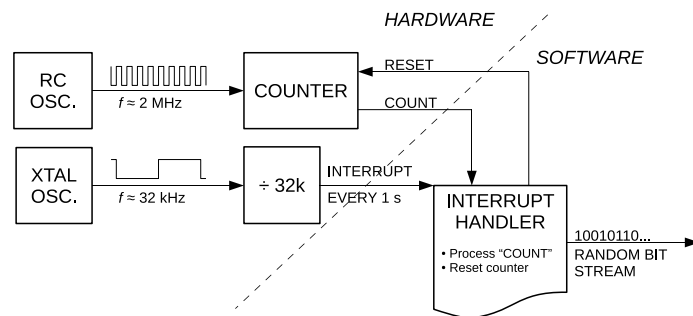 HARDWARE
SOFTWARE
RC
OSC.
f ≈ 2 MHz
COUNTER
RESET
COUNT
XTAL
OSC.
f ≈ 32 kHz
÷ 32k
INTERRUPT
EVERY 1 s
INTERRUPT
HANDLER
• Process “COUNT”
• Reset counter
10010110...
RANDOM BIT
STREAM